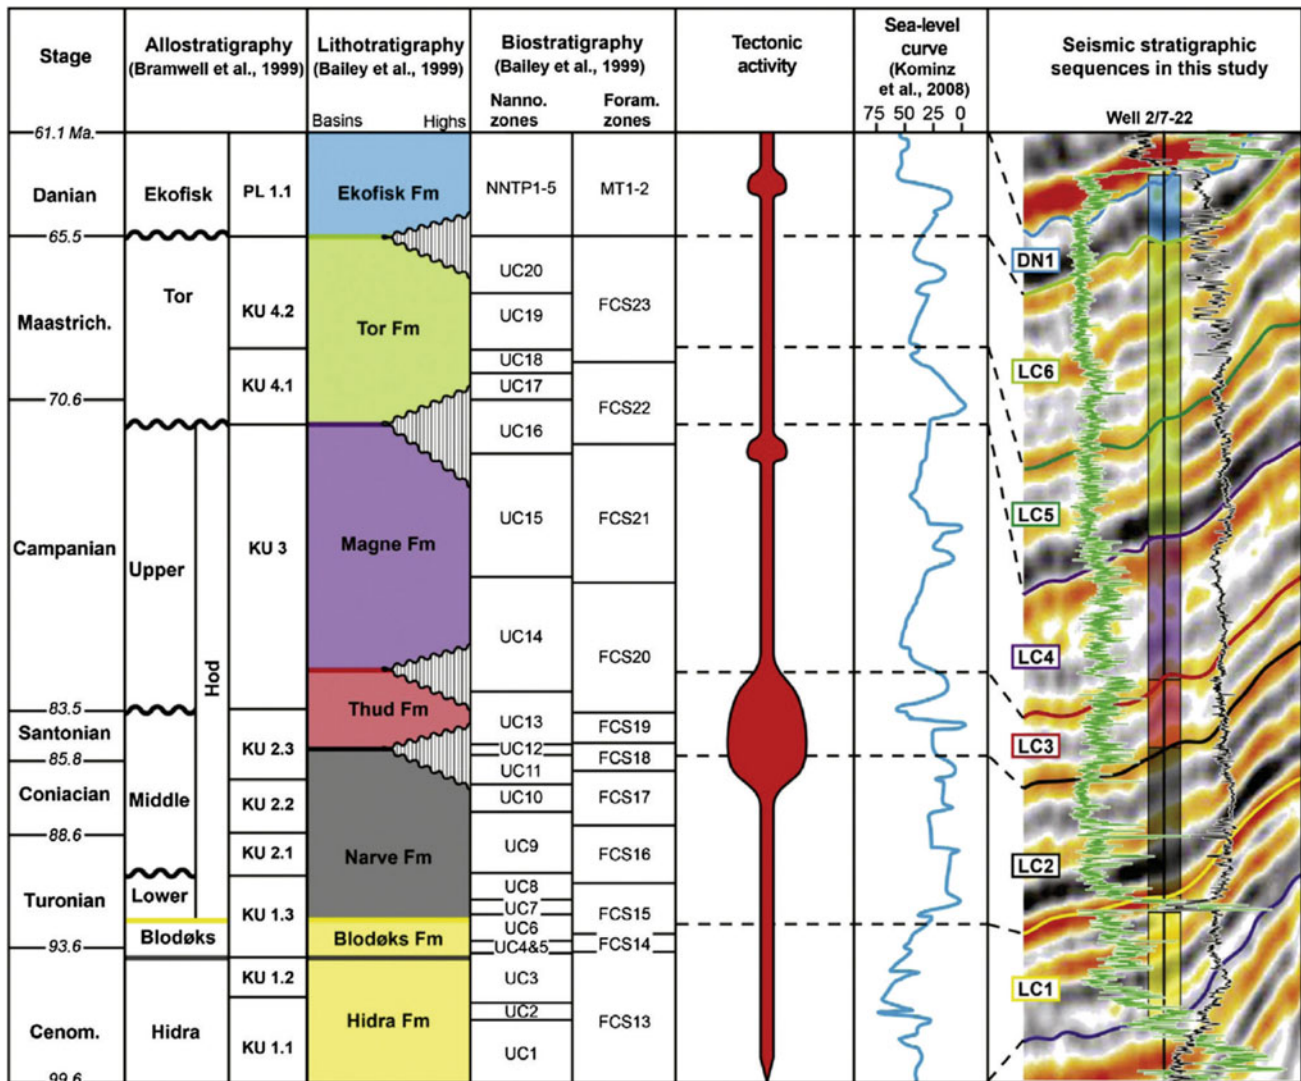 Stage
Allostratigraphy
(Bramwell et al., 1999)
Lithotratigraphy
(Bailey et al., 1999)
Basins
Highs
Biostratigraphy
(Bailey et al., 1999)
Nanno.
zones
Foram.
zones
Tectonic
activity
Sea-level
curve
(Kominz
et al., 2008)
75 50 25 0
Seismic stratigraphic
sequences in this study
Well 2/7-22
61.1 Ma.
Danian
65.5
Maastrich.
70.6
Campanian
83.5
Santonian
85.8
Coniacian
88.6
Turonian
93.6
Cenom.
99.6
Ekofisk
Tor
Upper
Middle
Lower
Hod
Blodøks
Hidra
PL 1.1
KU 4.2
KU 4.1
KU 3
KU 2.3
KU 2.2
KU 2.1
KU 1.3
KU 1.2
KU 1.1
Ekofisk Fm
Tor Fm
Magne Fm
Thud Fm
Narve Fm
Blodøks Fm
Hidra Fm
NNTP1-5
UC20
UC19
UC18
UC17
UC16
UC15
UC14
UC13
UC12
UC11
UC10
UC9
UC8
UC7
UC6
UC4&5
UC3
UC2
UC1
MT1-2
FCS23
FCS22
FCS21
FCS20
FCS19
FCS18
FCS17
FCS16
FCS15
FCS14
FCS13
DN1
LC6
LC5
LC4
LC3
LC2
LC1